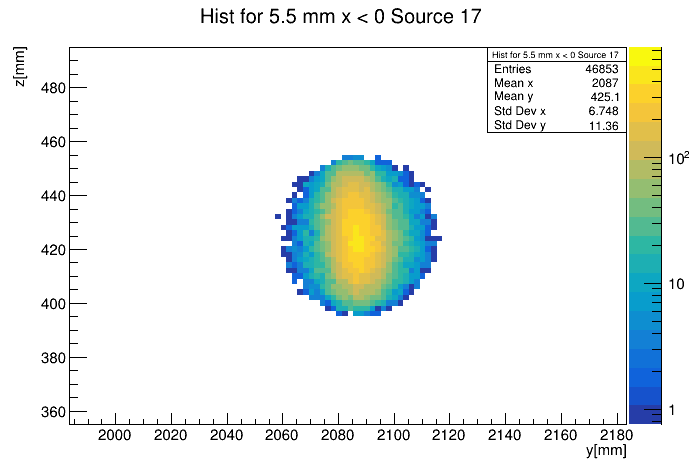 Hist for 5.5 mm x < 0 Source 17
z[mm]
Hist for 5.5 mm x < 0 Source 17
Entries 46853
Mean x 2087
Mean y 425.1
Std Dev x 6.748
Std Dev y 11.36
480
460
440
420
400
380
360
2000 2020 2040 2060 2080 2100 2120 2140 2160 2180
y[mm]
10²
10
1